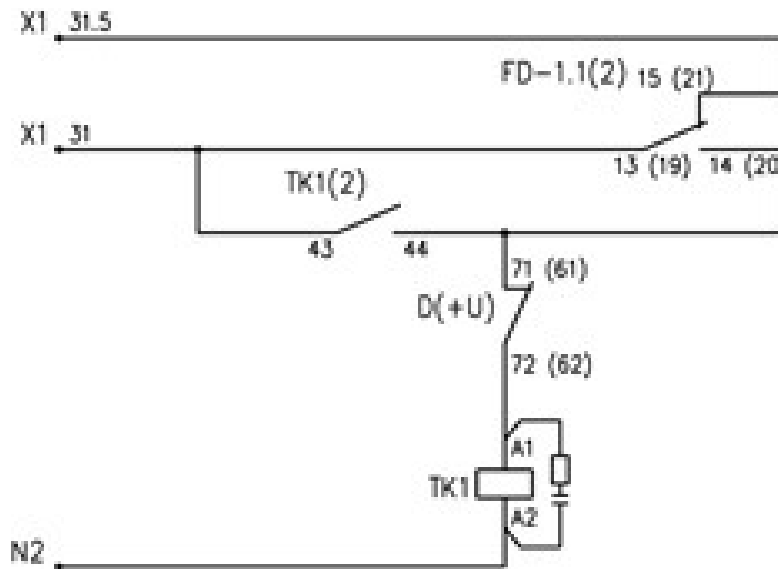 X1 31.5
FD-1.1(2) 15 (21)
X1 31
13 (19) 14 (20
TK1(2)
43 44
71 (61)
D(+U)
72 (62)
A1
TK1
A2
N2